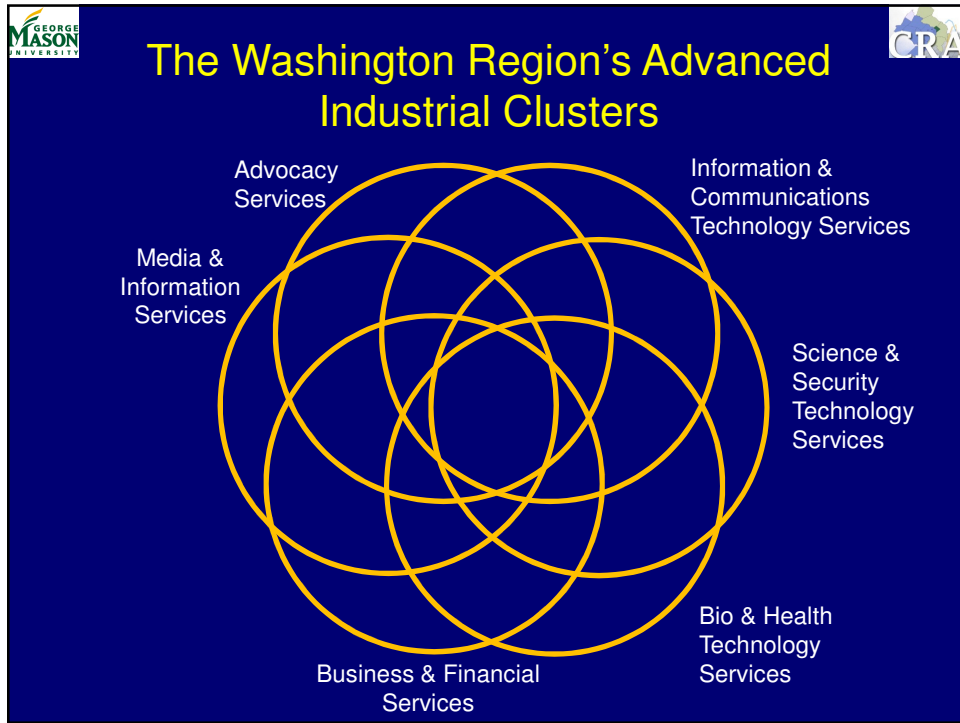 GEORGE
MASON
UNIVERSITY
CRA
The Washington Region's Advanced
Industrial Clusters
Advocacy
Services
Information &
Communications
Technology Services
Media &
Information
Services
Science &
Security
Technology
Services
Bio & Health
Technology
Services
Business & Financial
Services